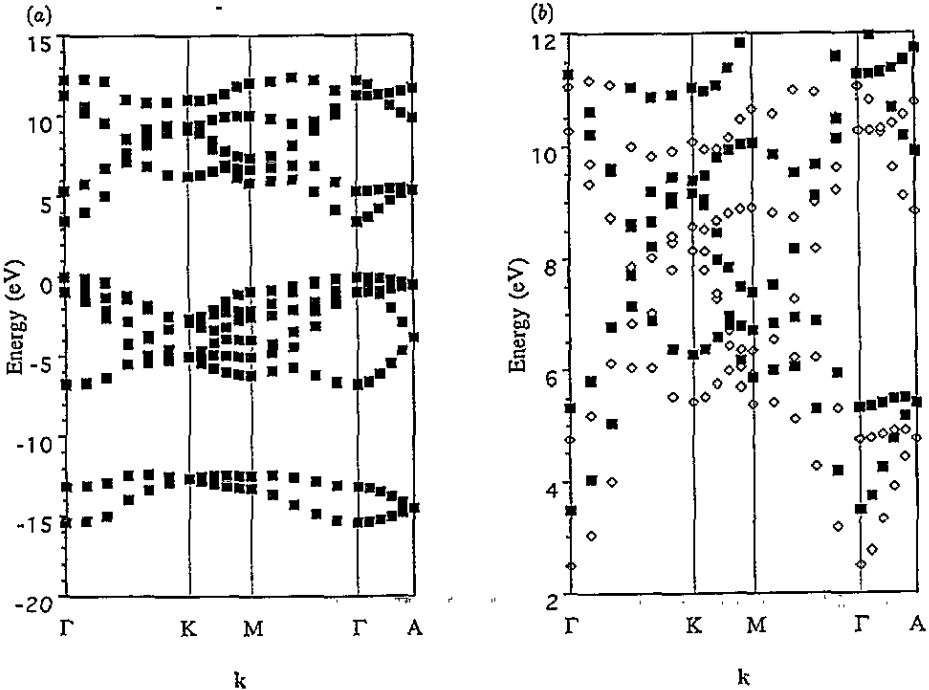 (a)
15
10
5
0
-5
-10
-15
-20
Energy (eV)
Γ K M Γ A
k
(b)
12
10
8
6
4
2
Energy (eV)
Γ K M Γ A
k